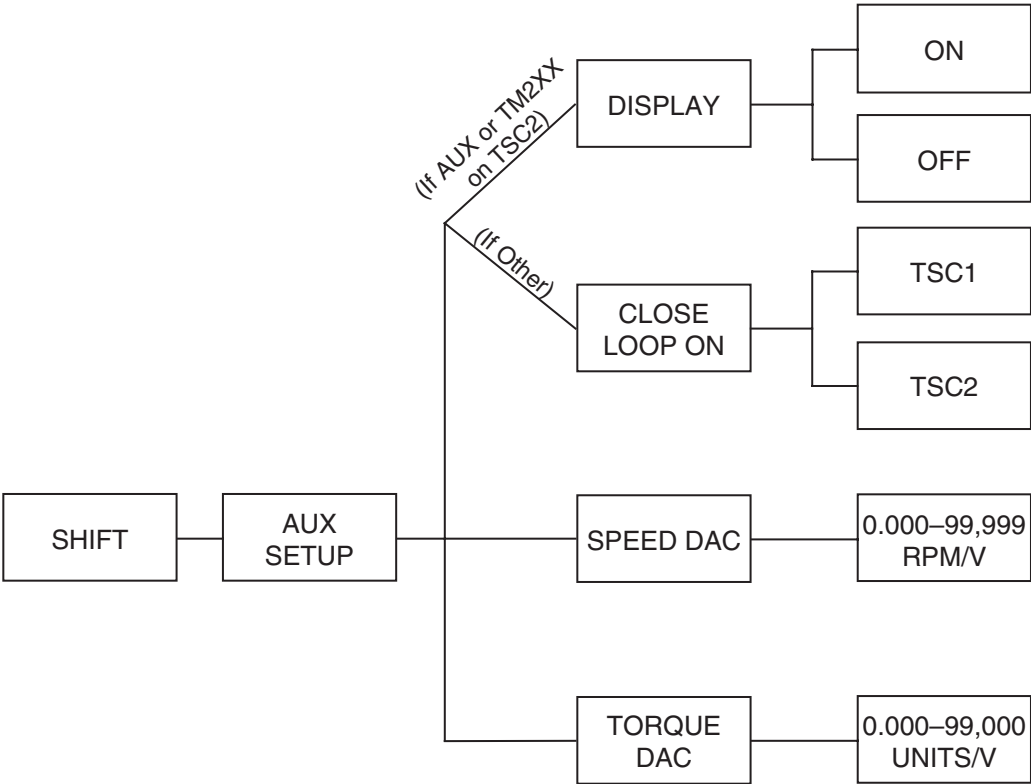 SHIFT
AUX
SETUP
(If AUX or TM2XX
on TSC2)
DISPLAY
ON
OFF
(If Other)
CLOSE
LOOP ON
TSC1
TSC2
SPEED DAC
0.000–99,999
RPM/V
TORQUE
DAC
0.000–99,000
UNITS/V